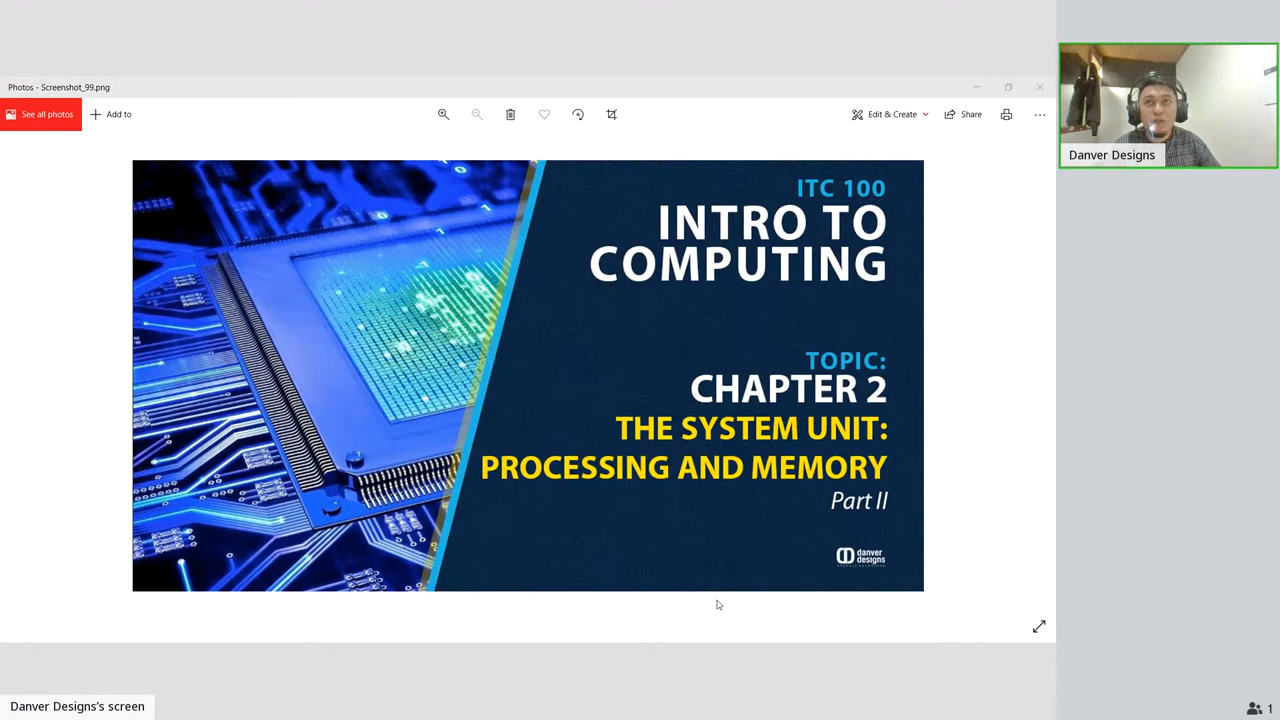 Photos - Screenshot_99.png
See all photos
Add to
Edit & Create
Share
ITC 100
INTRO TO
COMPUTING
TOPIC:
CHAPTER 2
THE SYSTEM UNIT:
PROCESSING AND MEMORY
Part II
danver
designs
Danver Designs
Danver Designs's screen
1